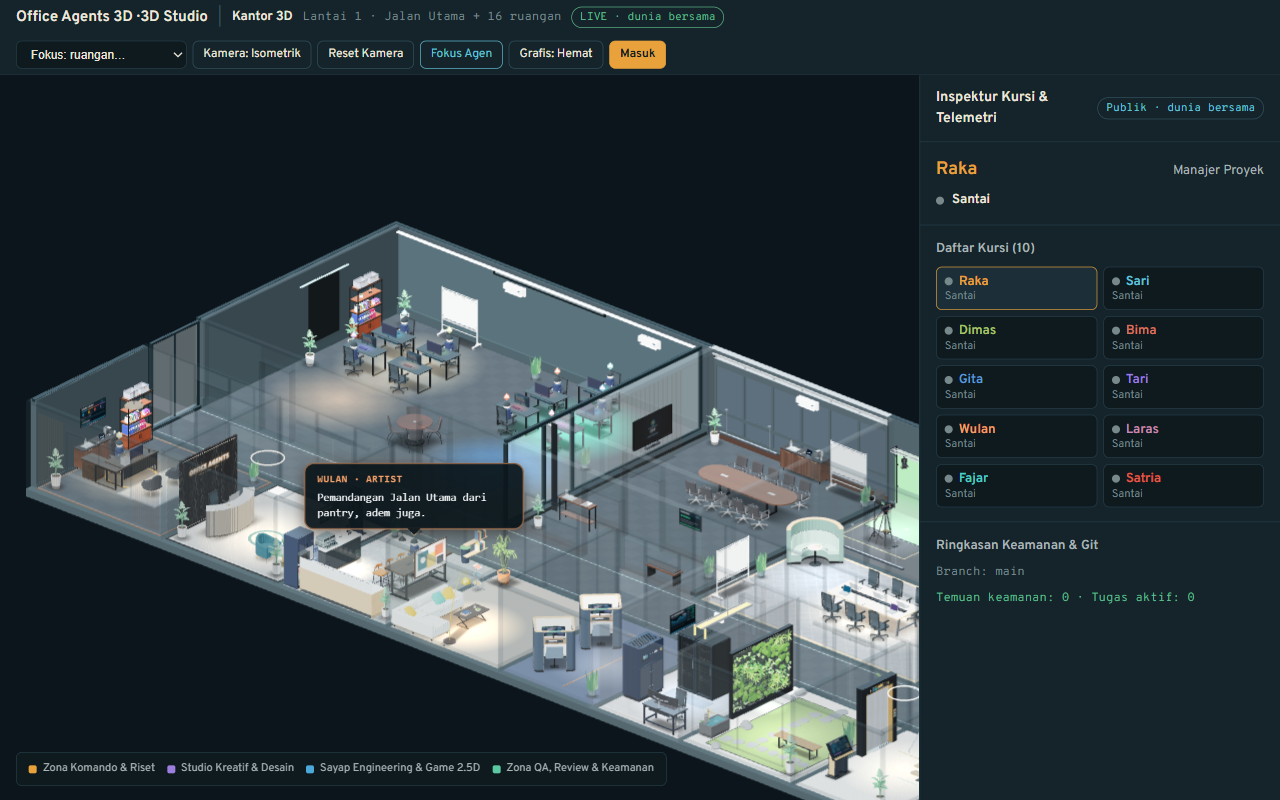 Office Agents 3D ·3D Studio
Kantor 3D
Lantai 1 · Jalan Utama + 16 ruangan
LIVE · dunia bersama
Fokus: ruangan...
Kamera: Isometrik
Reset Kamera
Fokus Agen
Grafis: Hemat
Masuk
Inspektur Kursi &
Telemetri
Publik · dunia bersama
Raka
Manajer Proyek
Santai
Daftar Kursi (10)
Raka
Santai
Sari
Santai
Dimas
Santai
Bima
Santai
Gita
Santai
Tari
Santai
Wulan
Santai
Laras
Santai
Fajar
Santai
Satria
Santai
Ringkasan Keamanan & Git
Branch: main
Temuan keamanan: 0 · Tugas aktif: 0
OFFICE AGENTS
WULAN · ARTIST
Pemandangan Jalan Utama dari
pantry, adem juga.
Zona Komando & Riset
Studio Kreatif & Desain
Sayap Engineering & Game 2.5D
Zona QA, Review & Keamanan